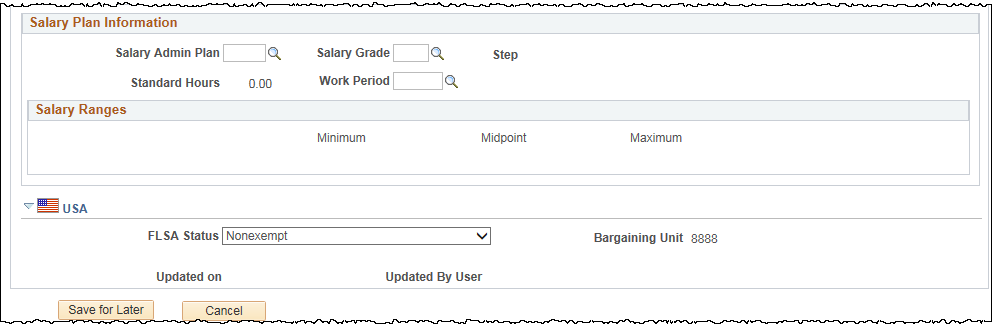 Salary Plan Information
Salary Admin Plan Salary Grade Step
Standard Hours 0.00 Work Period
Salary Ranges
Minimum Midpoint Maximum
USA
FLSA Status Nonexempt Bargaining Unit 8888
Updated on Updated By User
Save for Later Cancel